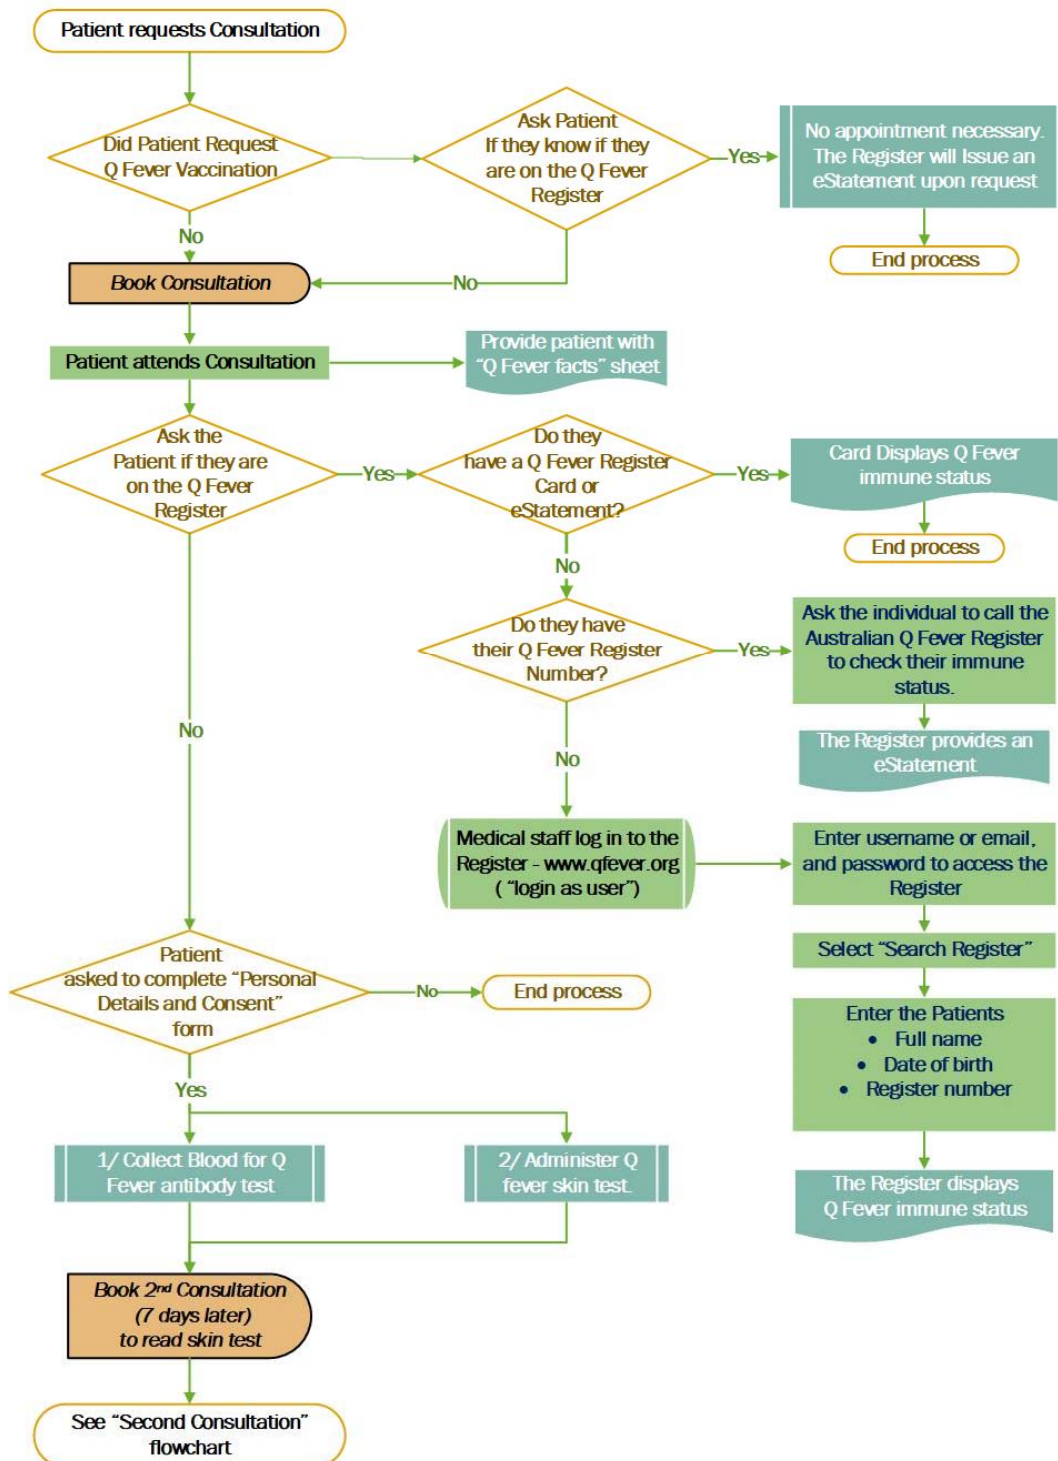 Patient requests Consultation
Did Patient Request
Q Fever Vaccination
Ask Patient
If they know if they
are on the Q Fever
Register
Yes
No appointment necessary.
The Register will Issue an
eStatement upon request
End process
No
No
Book Consultation
Patient attends Consultation
Provide patient with
“Q Fever facts” sheet
Ask the
Patient if they are
on the Q Fever
Register
Yes
Do they
have a Q Fever Register
Card or
eStatement?
Yes
Card Displays Q Fever
immune status
End process
No
Do they have
their Q Fever Register
Number?
Yes
Ask the individual to call the
Australian Q Fever Register
to check their immune
status.
The Register provides an
eStatement
No
No
Medical staff log in to the
Register - www.qfever.org
( “login as user”)
Enter username or email,
and password to access the
Register
Select “Search Register”
Enter the Patients
• Full name
• Date of birth
• Register number
The Register displays
Q Fever immune status
Patient
asked to complete “Personal
Details and Consent”
form
No
End process
Yes
1/ Collect Blood for Q
Fever antibody test
2/ Administer Q
fever skin test.
Book 2nd Consultation
(7 days later)
to read skin test
See “Second Consultation”
flowchart